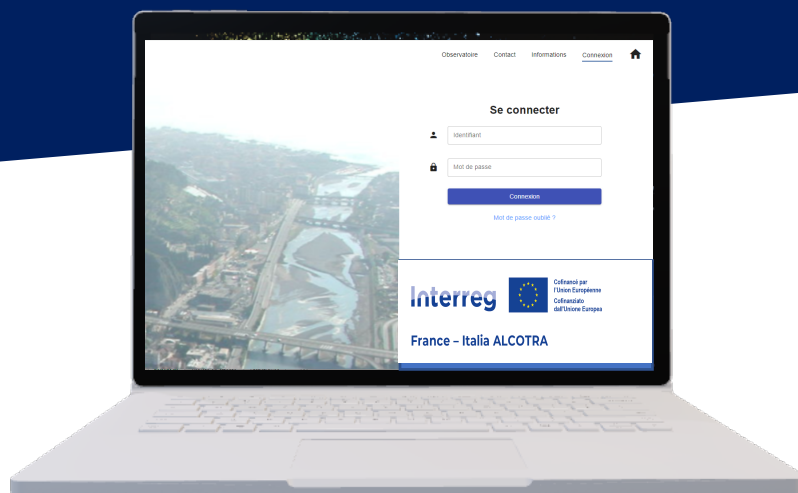 Observatoire Contact Informations Connexion
Se connecter
Identifiant
Mot de passe
Connexion
Mot de passe oublié ?
Interreg
Cofinancé par
l'Union Européenne
Cofinanziato
dall'Unione Europea
France – Italia ALCOTRA